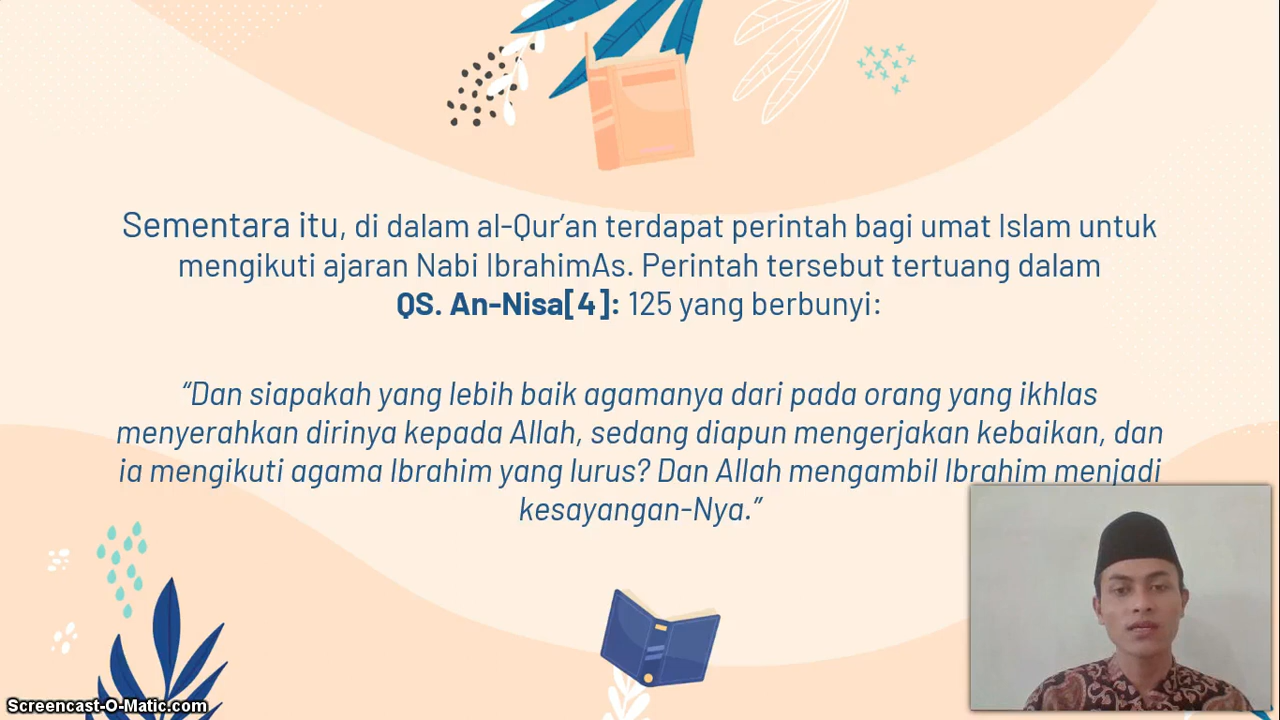 Sementara itu, di dalam al-Qur’an terdapat perintah bagi umat Islam untuk
mengikuti ajaran Nabi IbrahimAs. Perintah tersebut tertuang dalam
QS. An-Nisa[4]: 125 yang berbunyi:
“Dan siapakah yang lebih baik agamanya dari pada orang yang ikhlas
menyerahkan dirinya kepada Allah, sedang diapun mengerjakan kebaikan, dan
ia mengikuti agama Ibrahim yang lurus? Dan Allah mengambil Ibrahim menjadi
kesayangan-Nya.”
Screencast-O-Matic.com